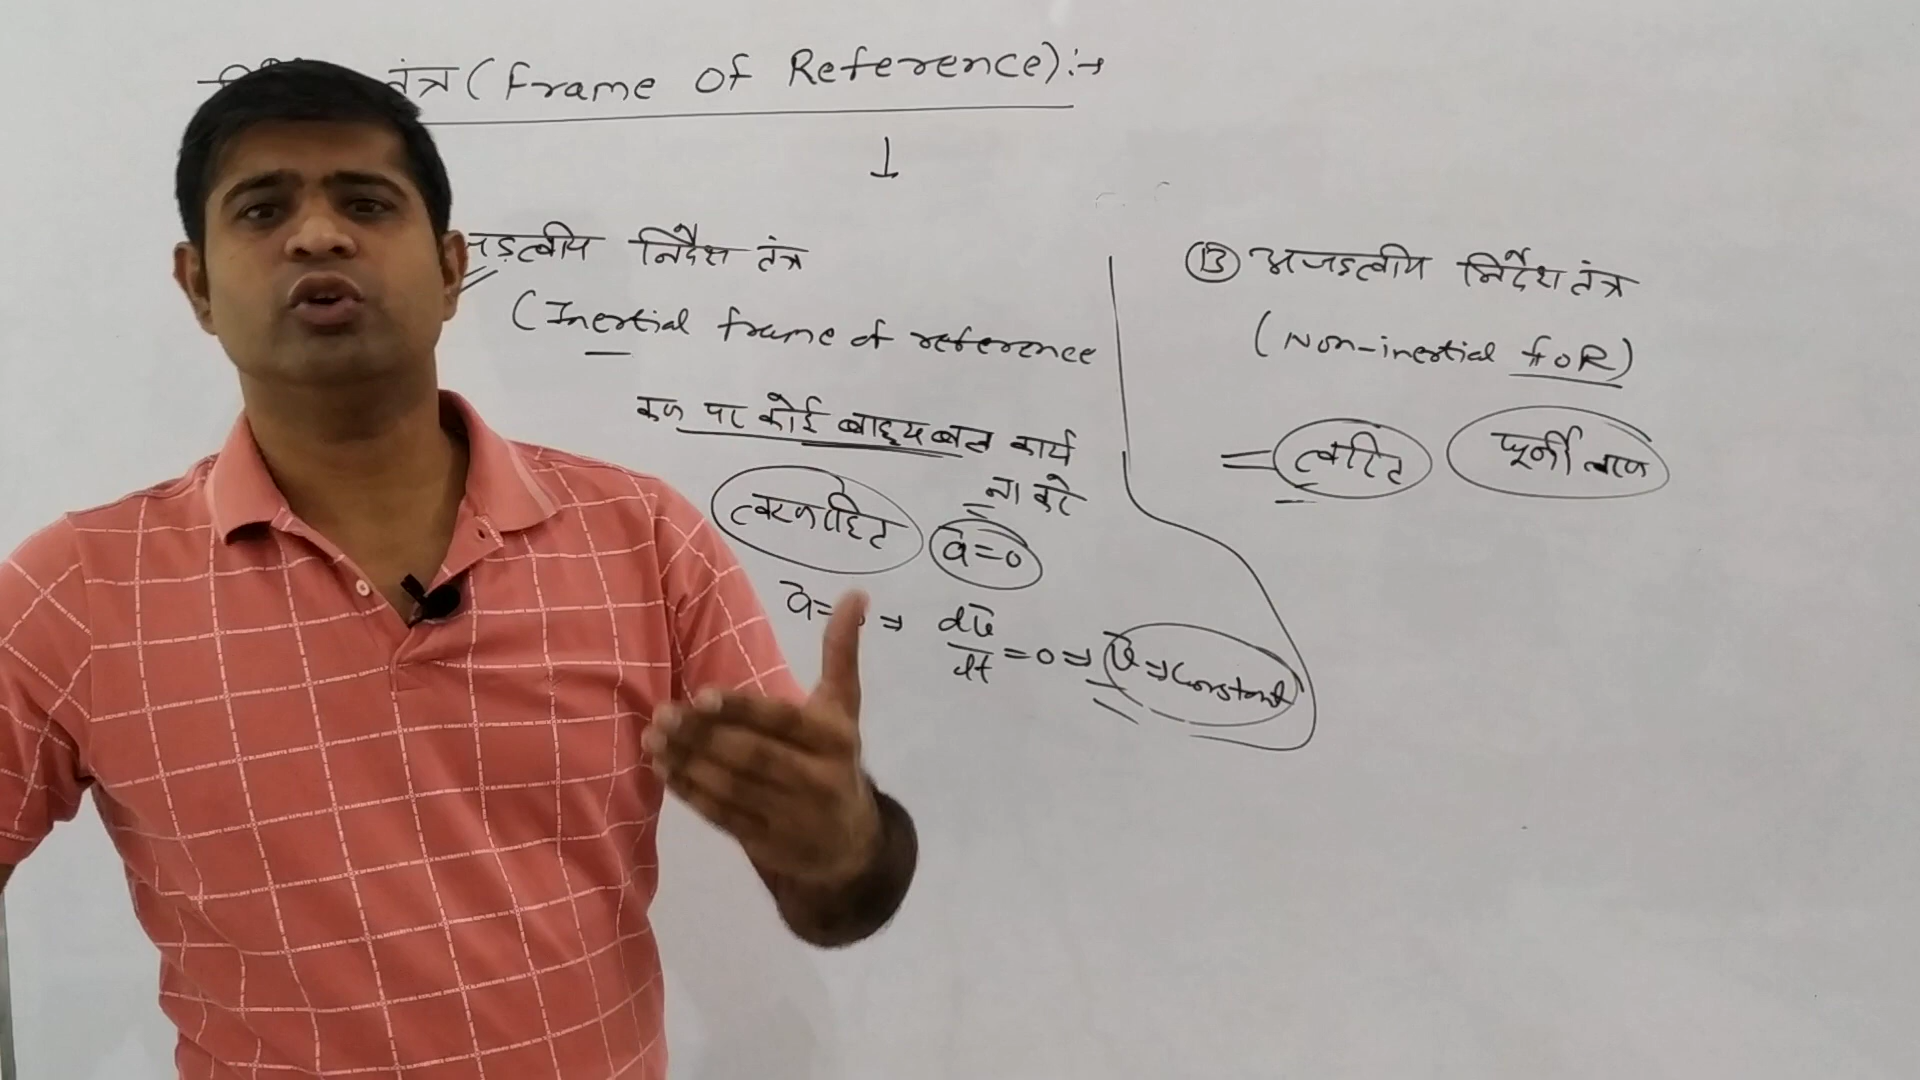 तंत्र (Frame of Reference):→
जड़त्वीय निर्देश तंत्र
(Inertial frame of reference
कण पर कोई बाह्य बल कार्य
ना करे
त्वरणरहित a⃗=0
a⃗= ⇒ dv⃗/dt =0⇒ v⃗ ⇒ constant
(B) अजड़त्वीय निर्देश तंत्र
(Non-inertial FOR)
= त्वरित घूर्णी